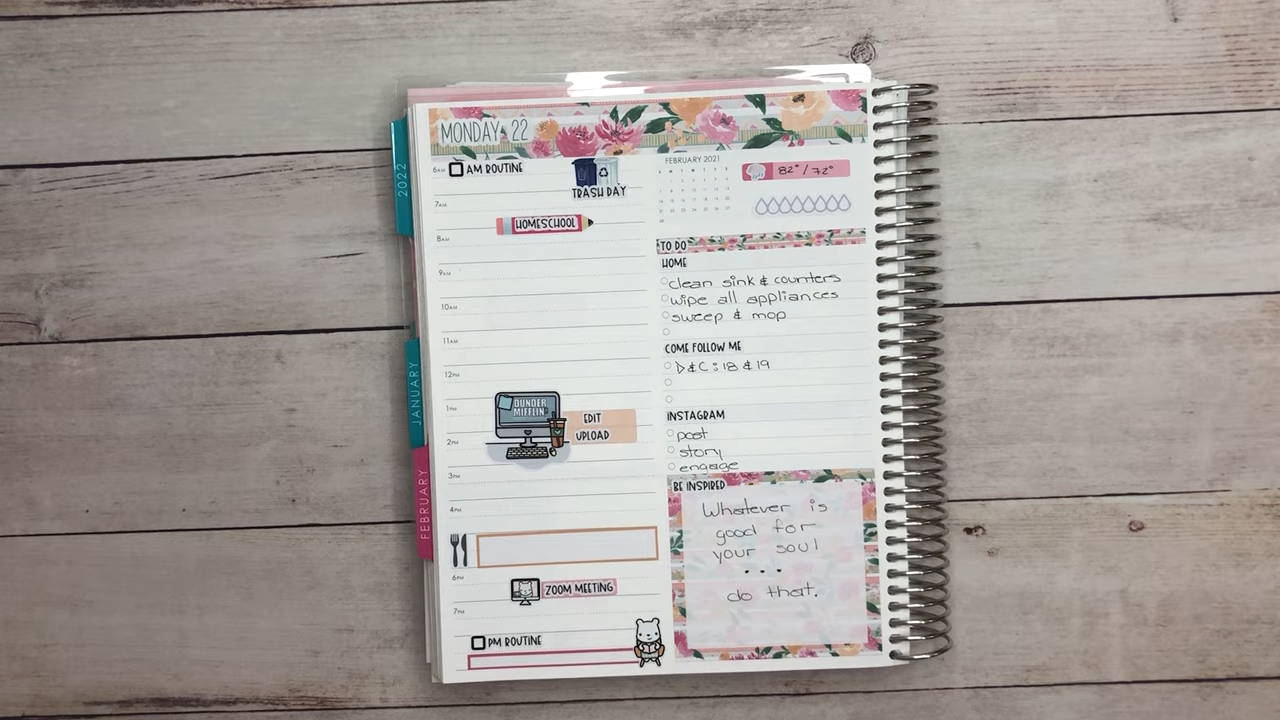 MONDAY 22
6AM
AM ROUTINE
TRASH DAY
7AM
HOMESCHOOL
8AM
9AM
10AM
11AM
12PM
1PM
DUNDER
MIFFLIN
EDIT
UPLOAD
2PM
3PM
4PM
6PM
ZOOM MEETING
7PM
PM ROUTINE
FEBRUARY 2021
82° / 72°
TO DO
HOME
clean sink & counters
wipe all appliances
sweep & mop
COME FOLLOW ME
D&C : 18 & 19
INSTAGRAM
post
story
engage
BE INSPIRED
Whatever is
good for
your soul
...
do that.
2022
JANUARY
FEBRUARY